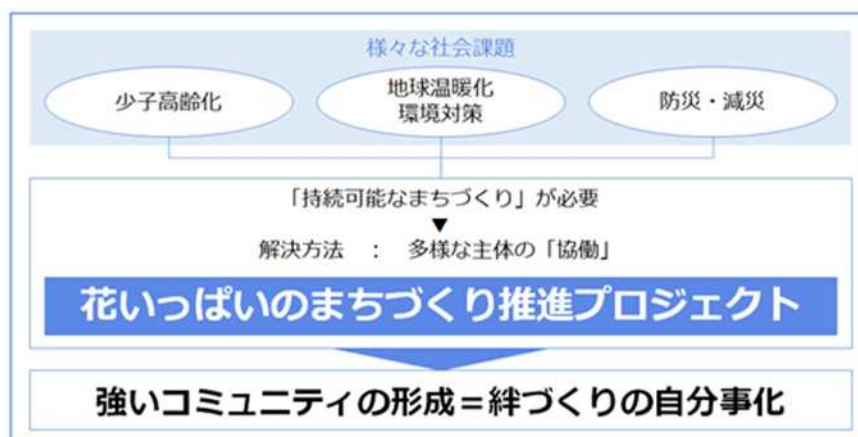 様々な社会課題
少子高齢化
地球温暖化
環境対策
防災・減災
「持続可能なまちづくり」が必要
▼
解決方法 ： 多様な主体の「協働」
花いっぱいのまちづくり推進プロジェクト
強いコミュニティの形成＝絆づくりの自分事化